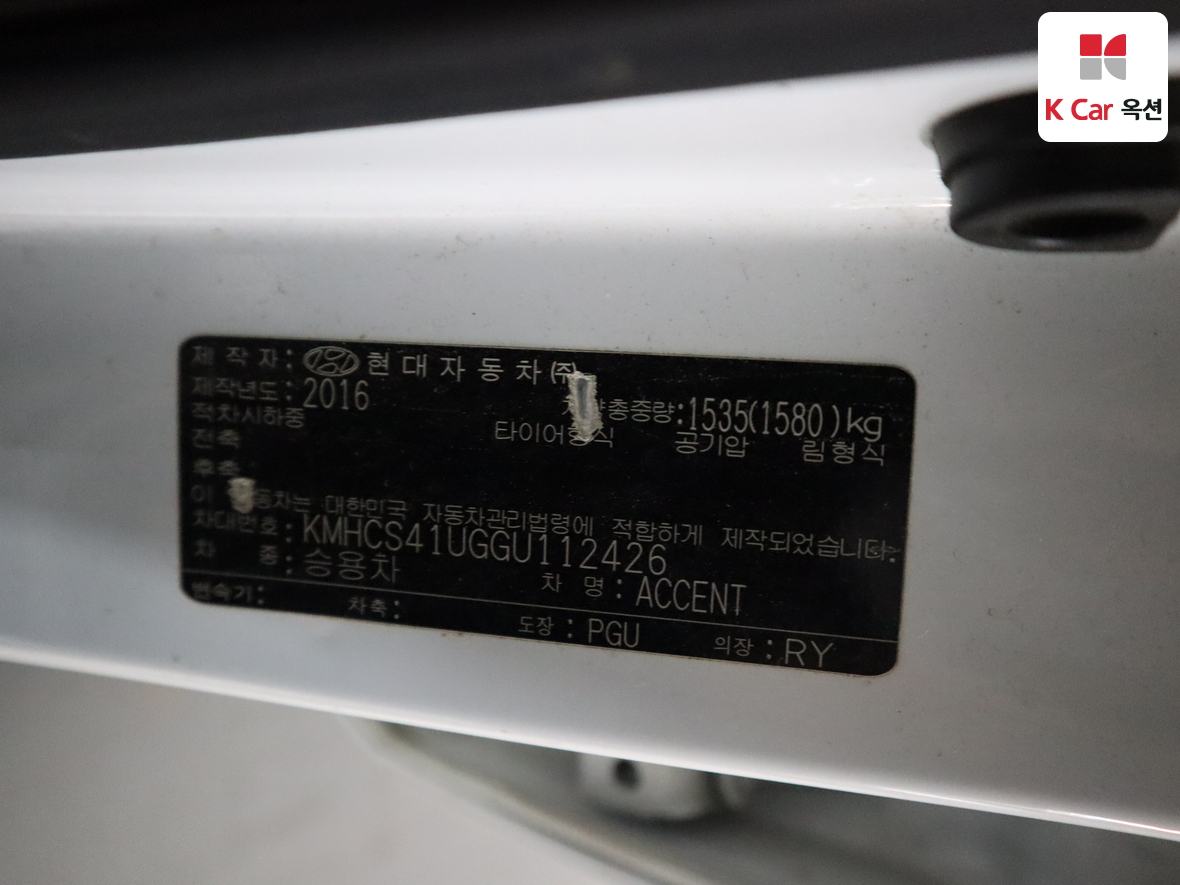 K Car 옥션
제 작 자 : 현 대 자 동 차 (주)
제작년도 : 2016
차량총중량:1535(1580)kg
적차시하중 타이어형식 공기압 림형식
전축
후축
이 자동차는 대한민국 자동차관리법령에 적합하게 제작되었습니다.
차대번호 : KMHCS41UGGU112426
차 종 : 승용차 차 명 : ACCENT
변속기 : 차축 : 도장 : PGU 의장 : RY